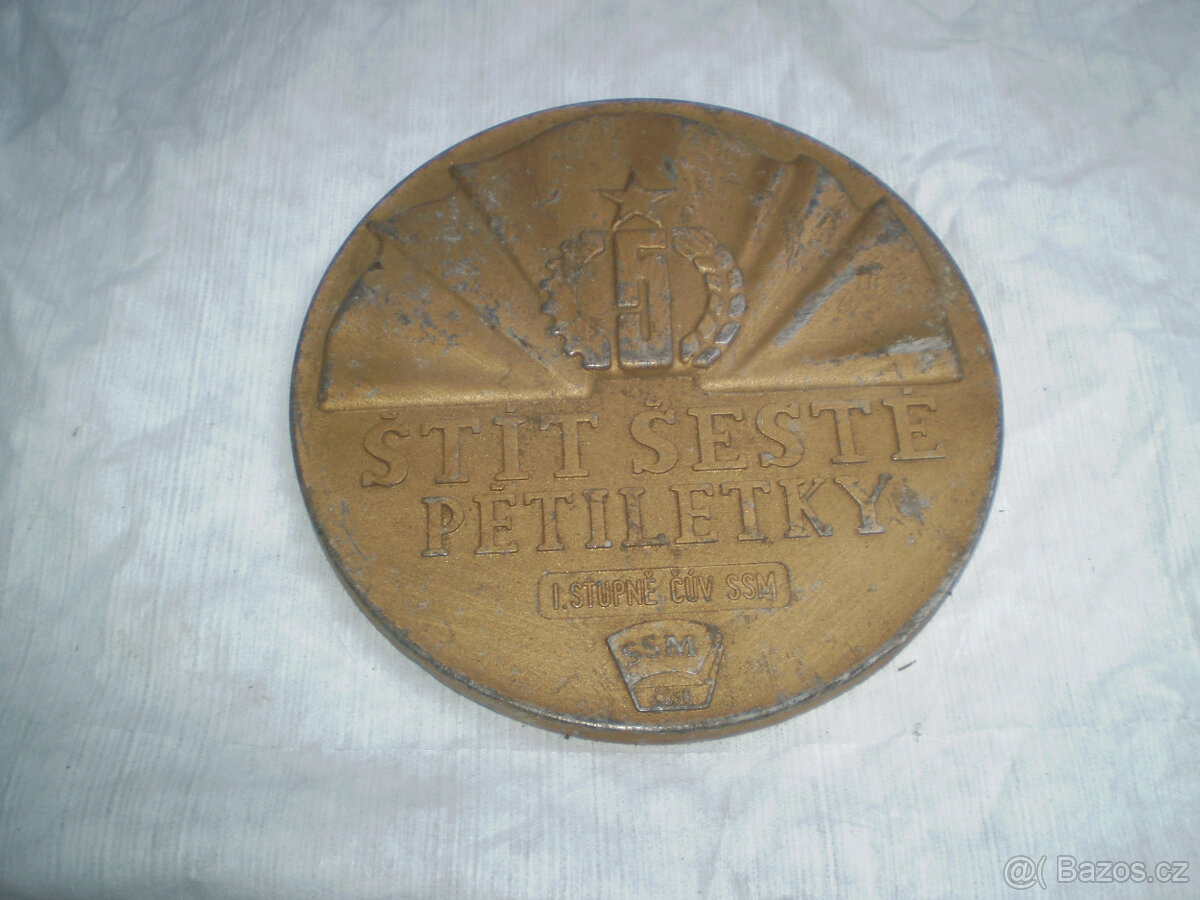 5
ŠTÍT ŠESTÉ
PĚTILETKY
I. STUPNĚ ČÚV SSM
SSM
@( Bazos.cz